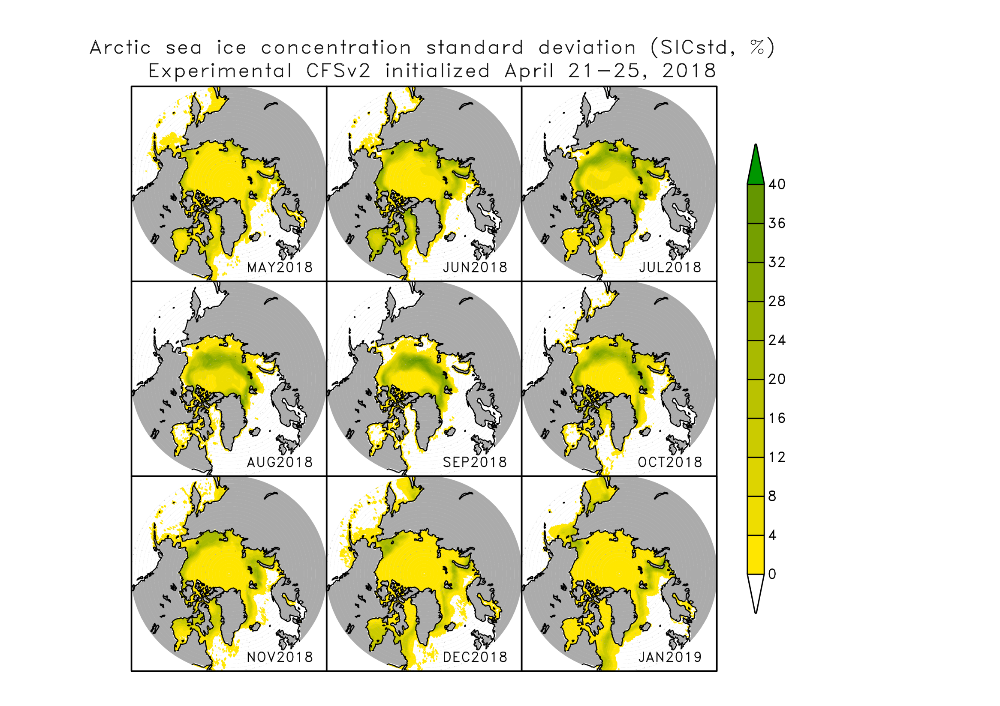 Arctic sea ice concentration standard deviation (SICstd, %)
Experimental CFSv2 initialized April 21-25, 2018
MAY2018
JUN2018
JUL2018
AUG2018
SEP2018
OCT2018
NOV2018
DEC2018
JAN2019
40
36
32
28
24
20
16
12
8
4
0